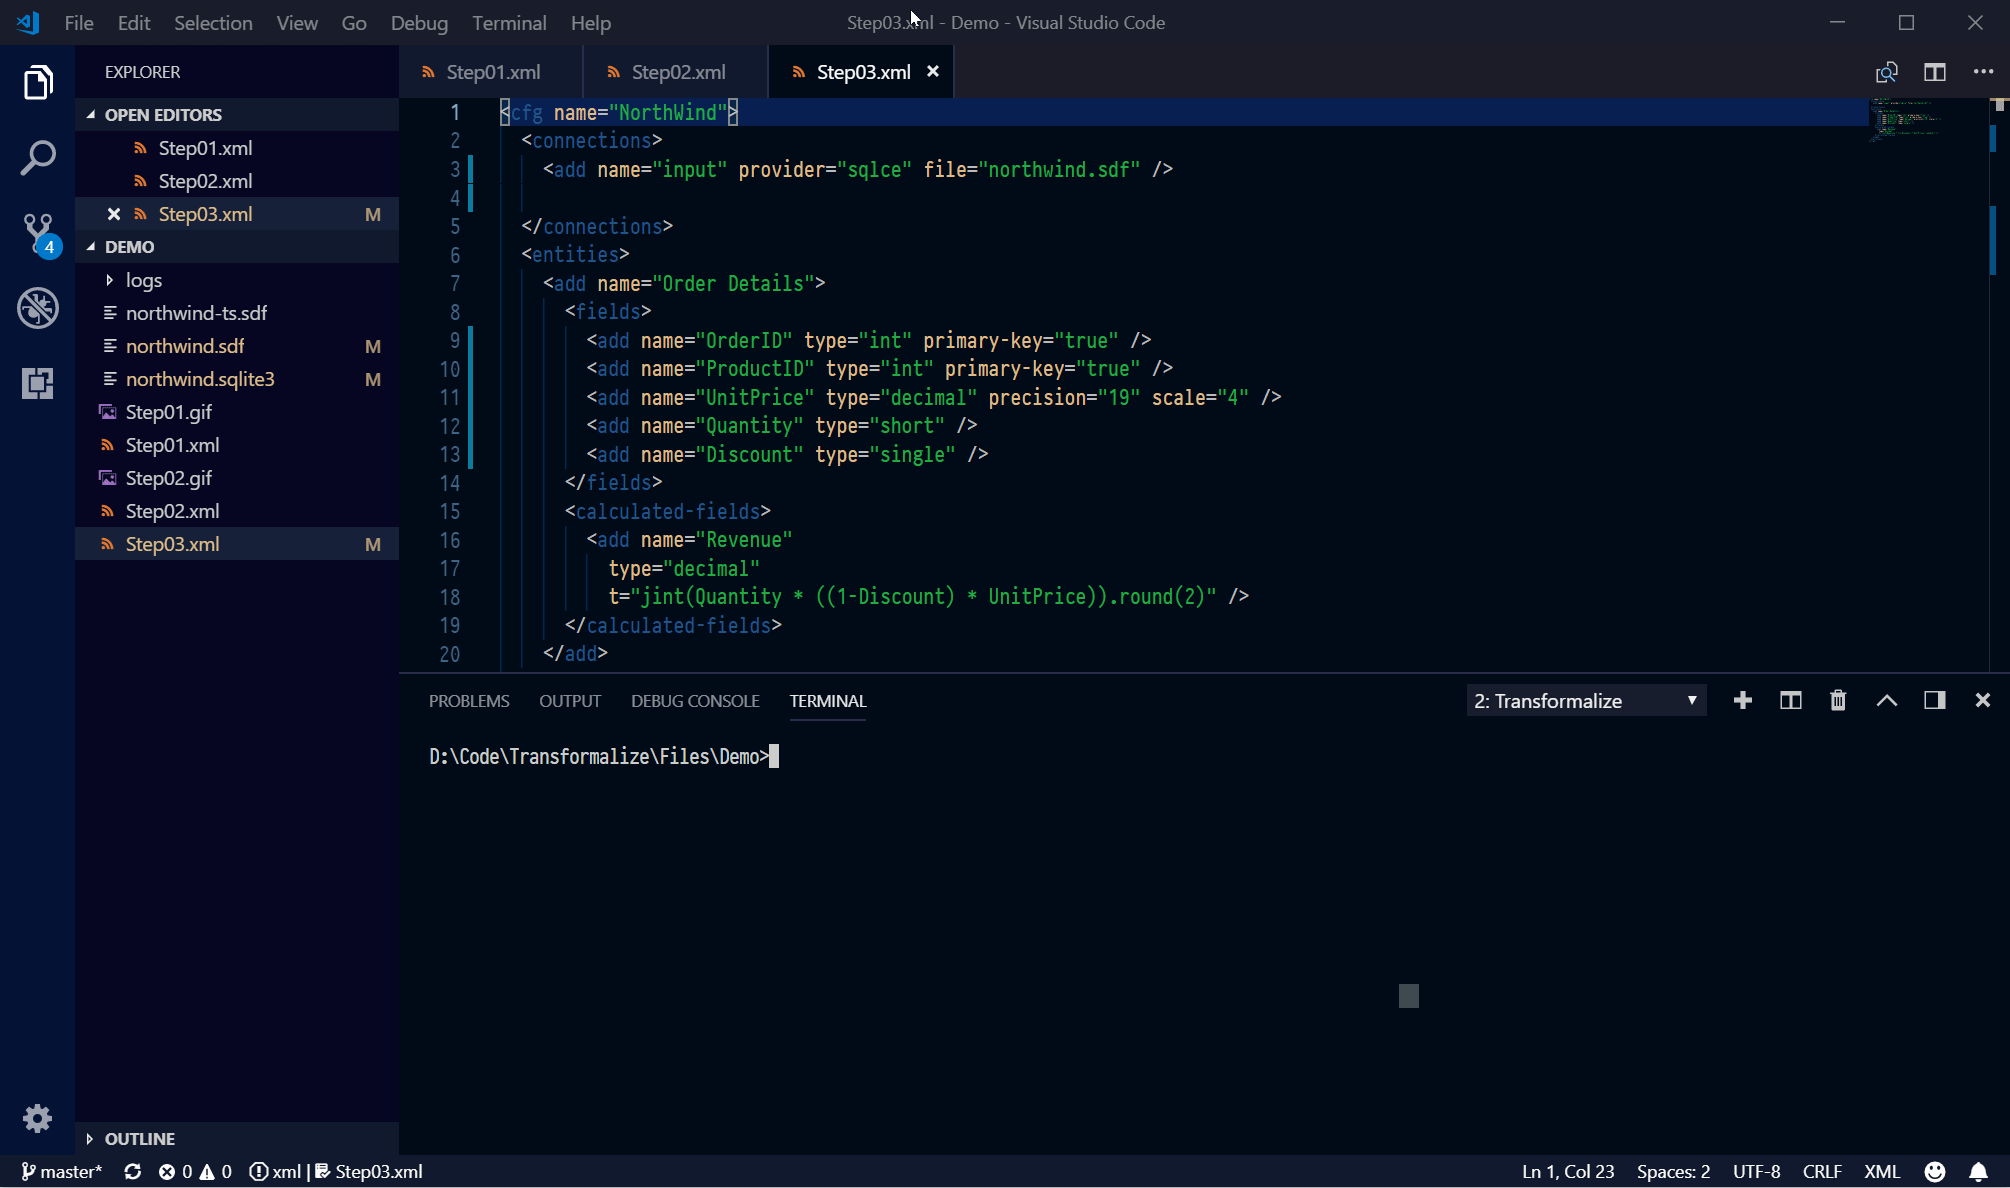 File Edit Selection View Go Debug Terminal Help
Step03.xml - Demo - Visual Studio Code
EXPLORER
OPEN EDITORS
Step01.xml
Step02.xml
Step03.xml M
4
DEMO
logs
northwind-ts.sdf
northwind.sdf M
northwind.sqlite3 M
Step01.gif
Step01.xml
Step02.gif
Step02.xml
Step03.xml M
OUTLINE
Step01.xml Step02.xml Step03.xml
1 <cfg name="NorthWind">
2 <connections>
3 <add name="input" provider="sqlce" file="northwind.sdf" />
4
5 </connections>
6 <entities>
7 <add name="Order Details">
8 <fields>
9 <add name="OrderID" type="int" primary-key="true" />
10 <add name="ProductID" type="int" primary-key="true" />
11 <add name="UnitPrice" type="decimal" precision="19" scale="4" />
12 <add name="Quantity" type="short" />
13 <add name="Discount" type="single" />
14 </fields>
15 <calculated-fields>
16 <add name="Revenue"
17 type="decimal"
18 t="jint(Quantity * ((1-Discount) * UnitPrice)).round(2)" />
19 </calculated-fields>
20 </add>
PROBLEMS OUTPUT DEBUG CONSOLE TERMINAL
2: Transformalize
D:\Code\Transformalize\Files\Demo>
master* 0 0 xml | Step03.xml
Ln 1, Col 23 Spaces: 2 UTF-8 CRLF XML